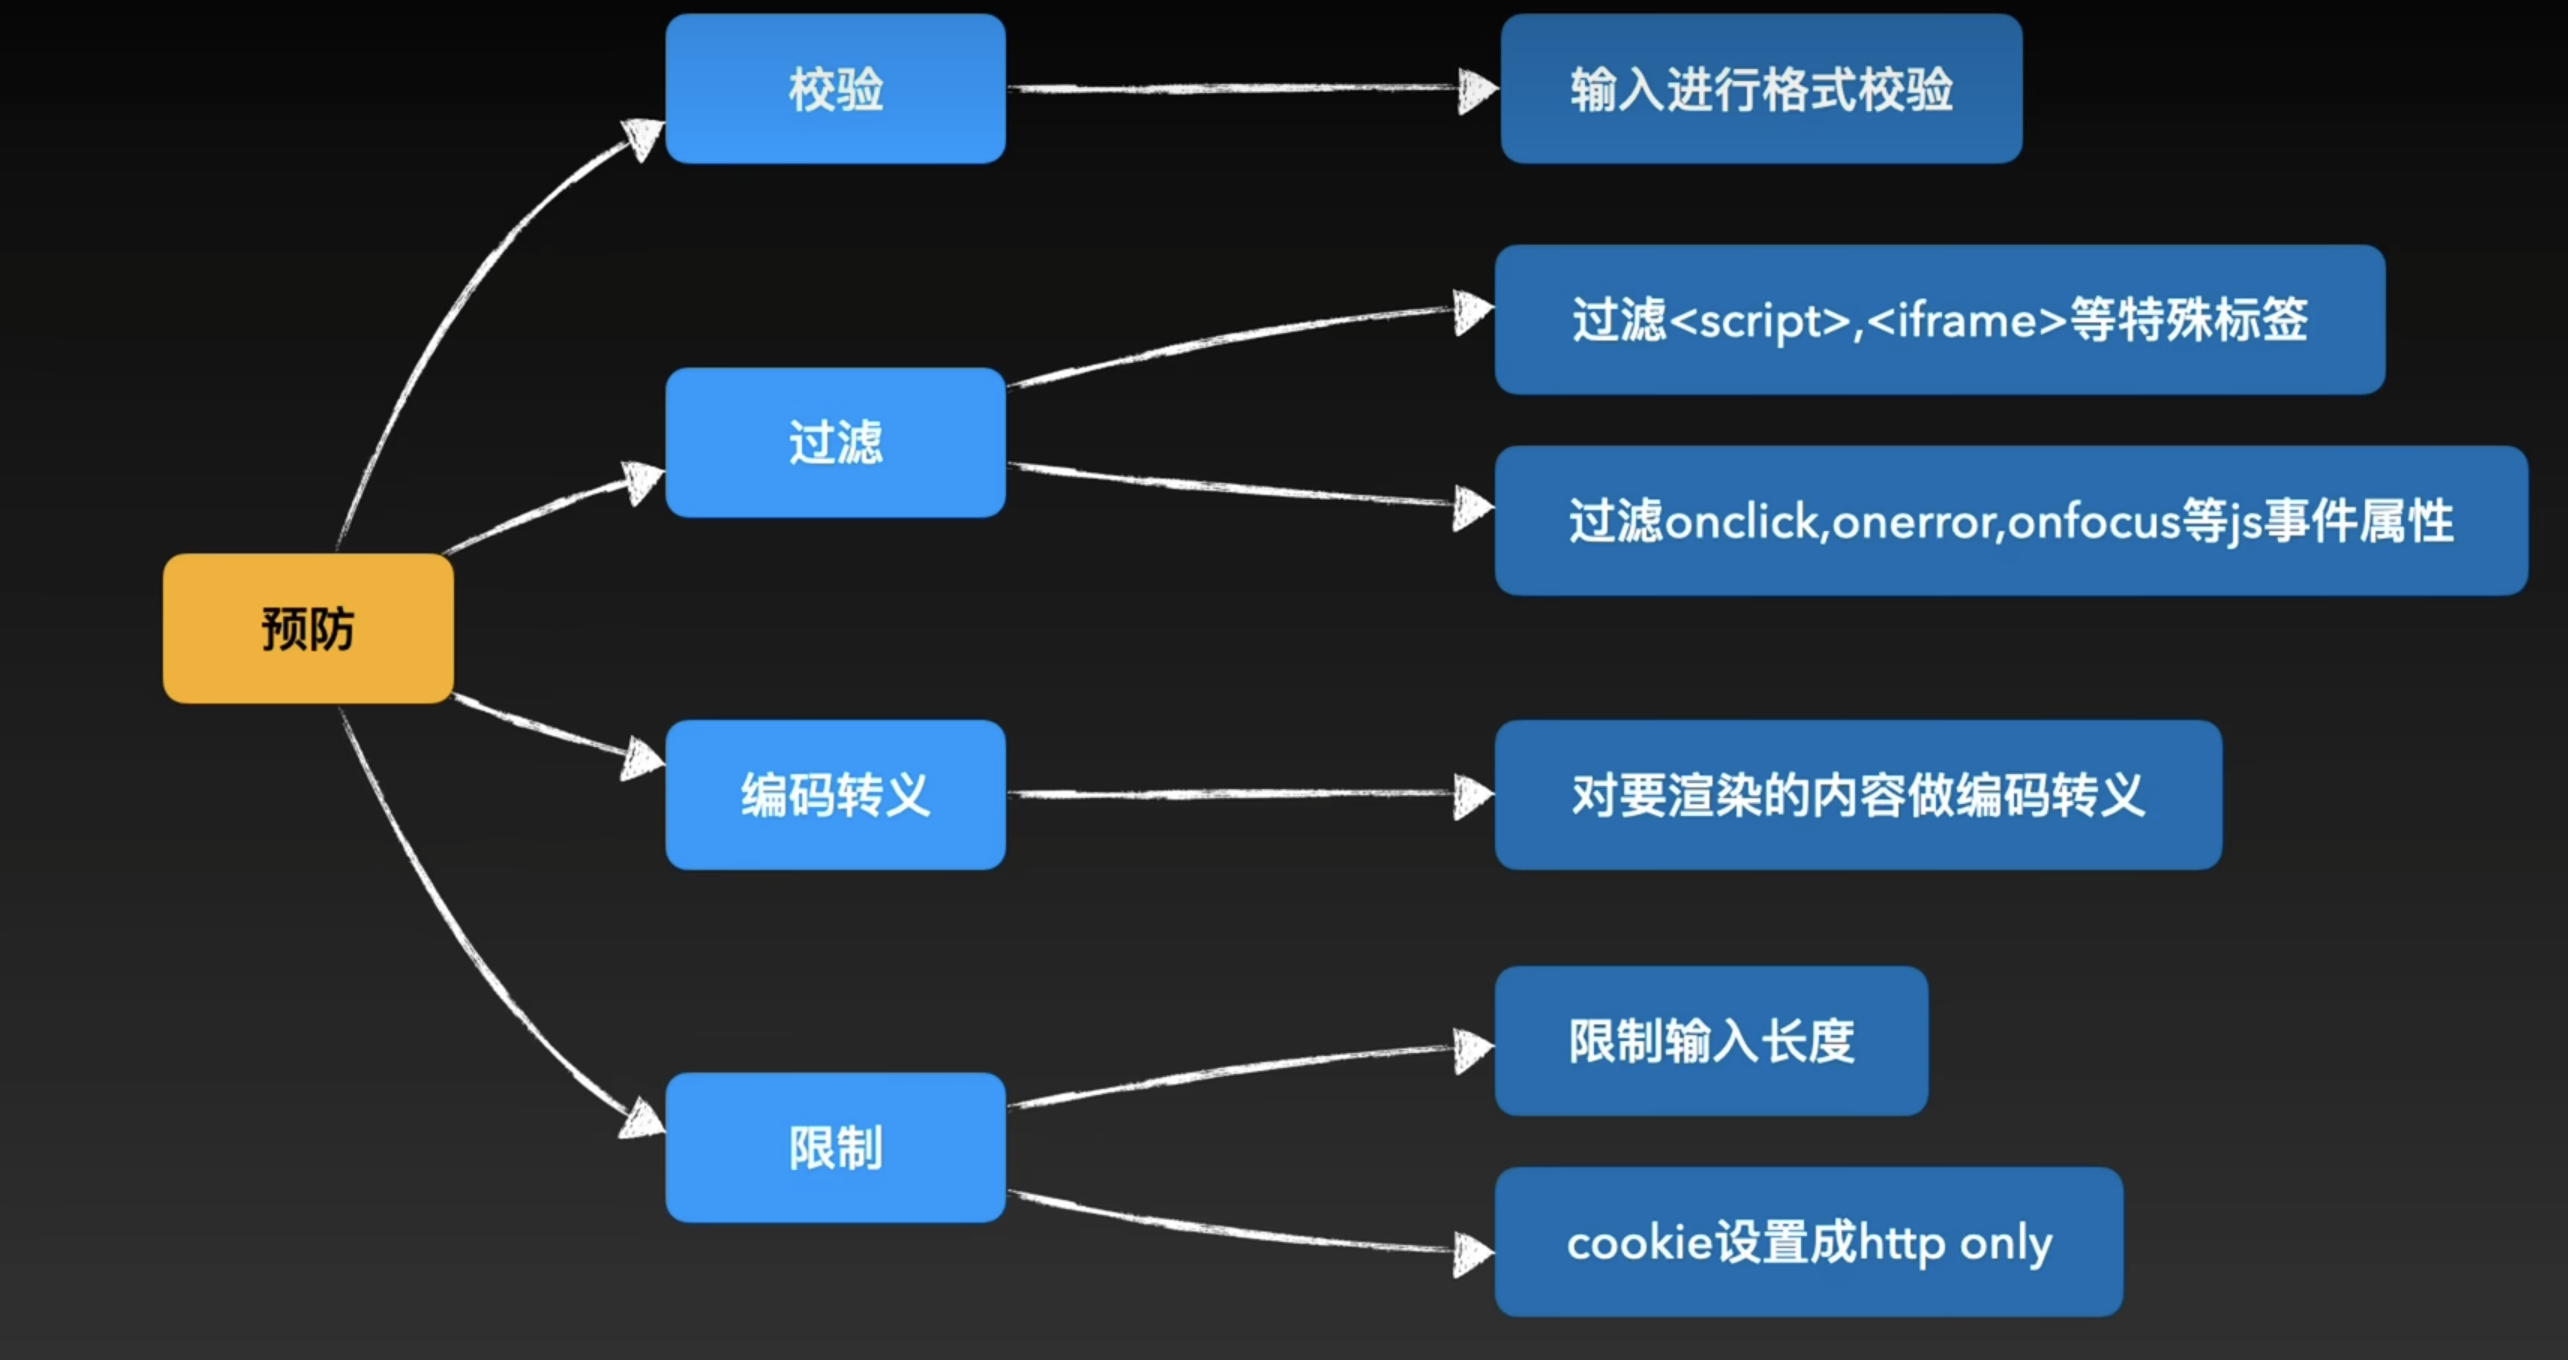 校验
输入进行格式校验
过滤<script>,<iframe>等特殊标签
过滤
过滤onclick,onerror,onfocus等js事件属性
预防
编码转义
对要渲染的内容做编码转义
限制输入长度
限制
cookie设置成http only